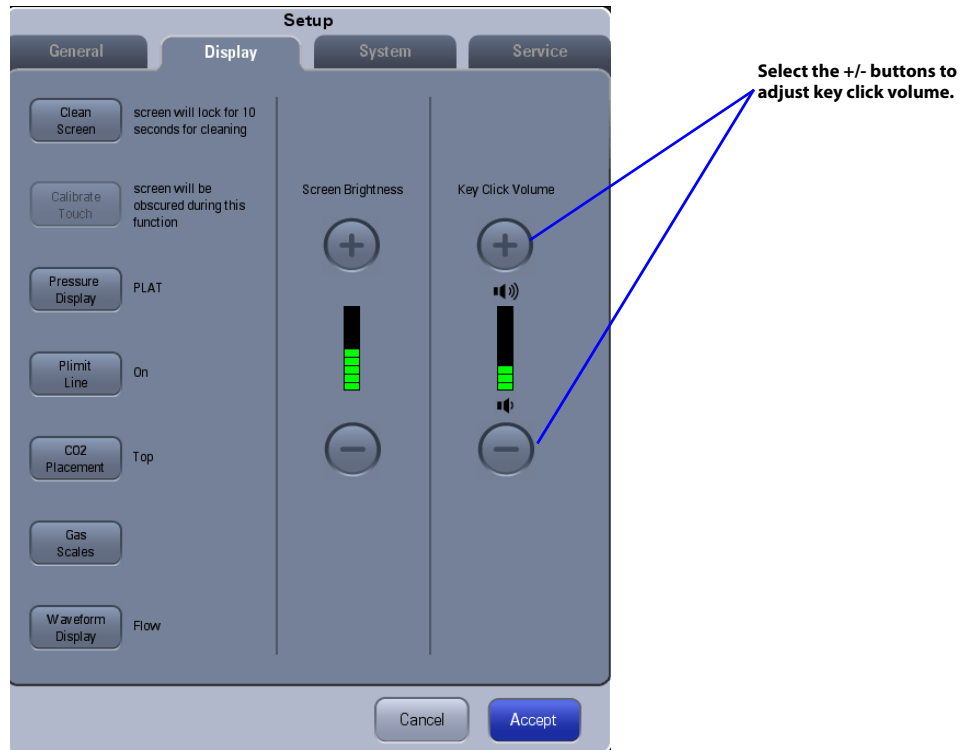 Setup
General
Display
System
Service
Select the +/- buttons to
adjust key click volume.
Clean
Screen
screen will lock for 10
seconds for cleaning
Calibrate
Touch
screen will be
obscured during this
function
Pressure
Display
PLAT
Plimit
Line
On
CO2
Placement
Top
Gas
Scales
Waveform
Display
Flow
Screen Brightness
+
−
Key Click Volume
+
−
Cancel
Accept